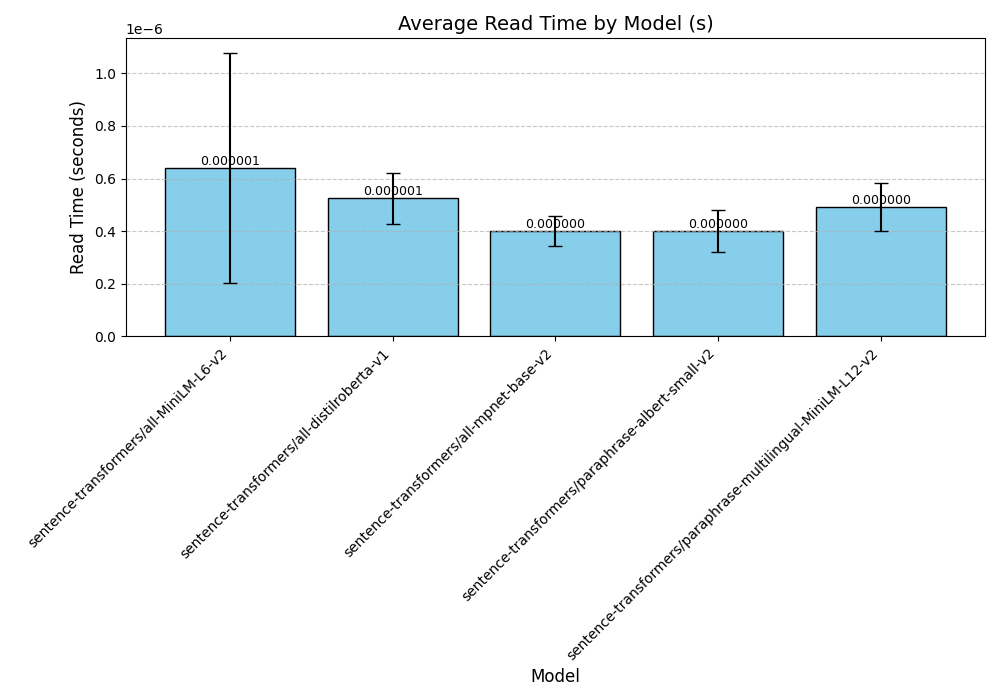 Average Read Time by Model (s)
1e−6
Read Time (seconds)
1.0
0.8
0.6
0.4
0.2
0.0
0.000001
0.000001
0.000000
0.000000
0.000000
sentence-transformers/all-MiniLM-L6-v2
sentence-transformers/all-distilroberta-v1
sentence-transformers/all-mpnet-base-v2
sentence-transformers/paraphrase-albert-small-v2
sentence-transformers/paraphrase-multilingual-MiniLM-L12-v2
Model